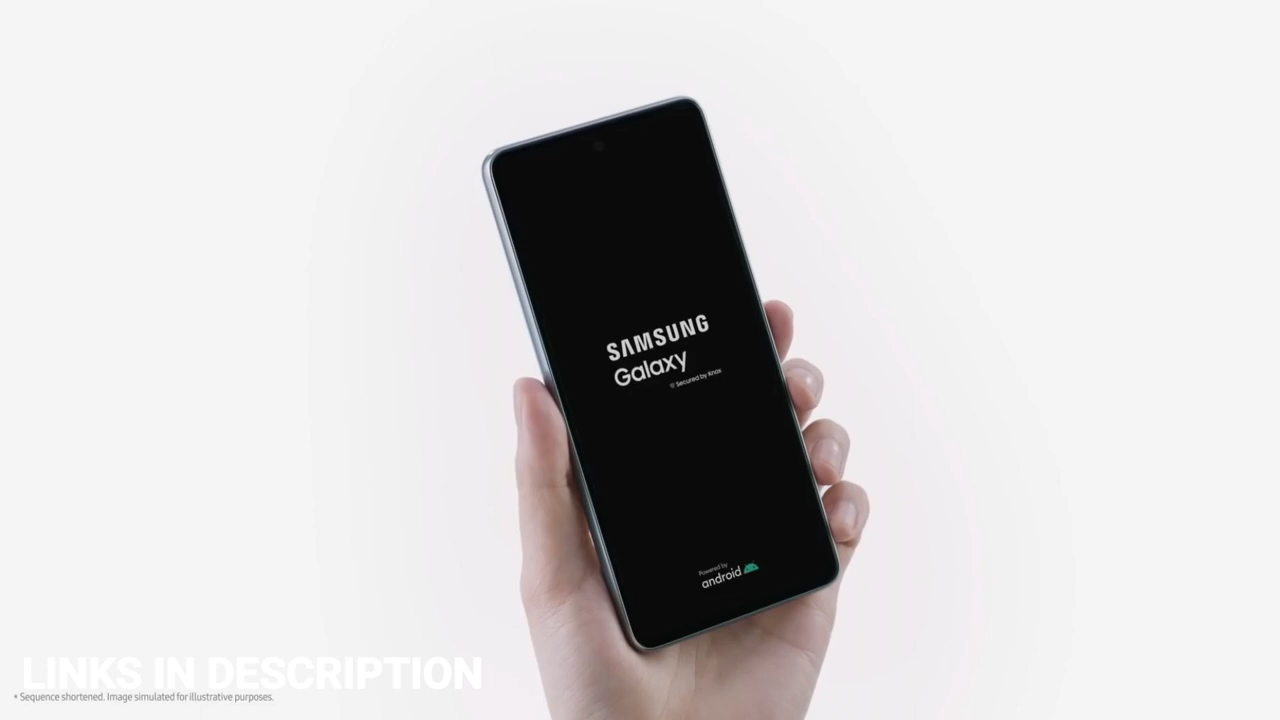 SAMSUNG
Galaxy
Secured by Knox
Powered by
android
LINKS IN DESCRIPTION
* Sequence shortened. Image simulated for illustrative purposes.